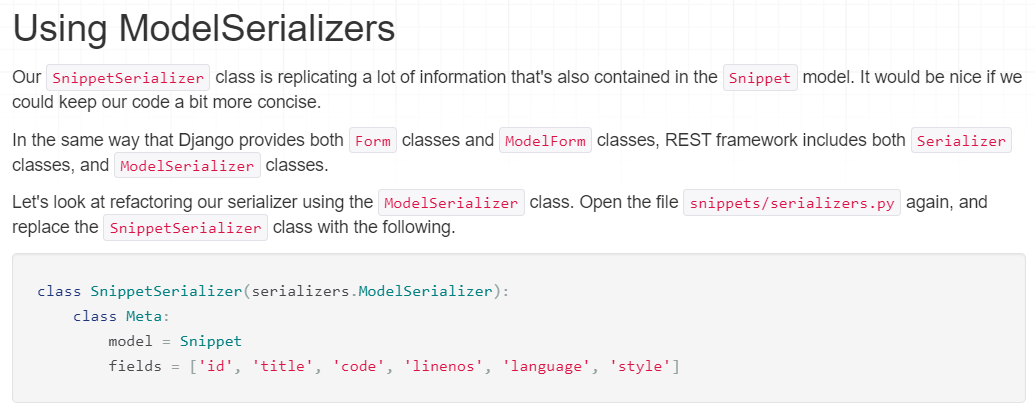 Using ModelSerializers
Our SnippetSerializer class is replicating a lot of information that's also contained in the Snippet model. It would be nice if we
could keep our code a bit more concise.
In the same way that Django provides both Form classes and ModelForm classes, REST framework includes both Serializer
classes, and ModelSerializer classes.
Let's look at refactoring our serializer using the ModelSerializer class. Open the file snippets/serializers.py again, and
replace the SnippetSerializer class with the following.
class SnippetSerializer(serializers.ModelSerializer):
    class Meta:
        model = Snippet
        fields = ['id', 'title', 'code', 'linenos', 'language', 'style']